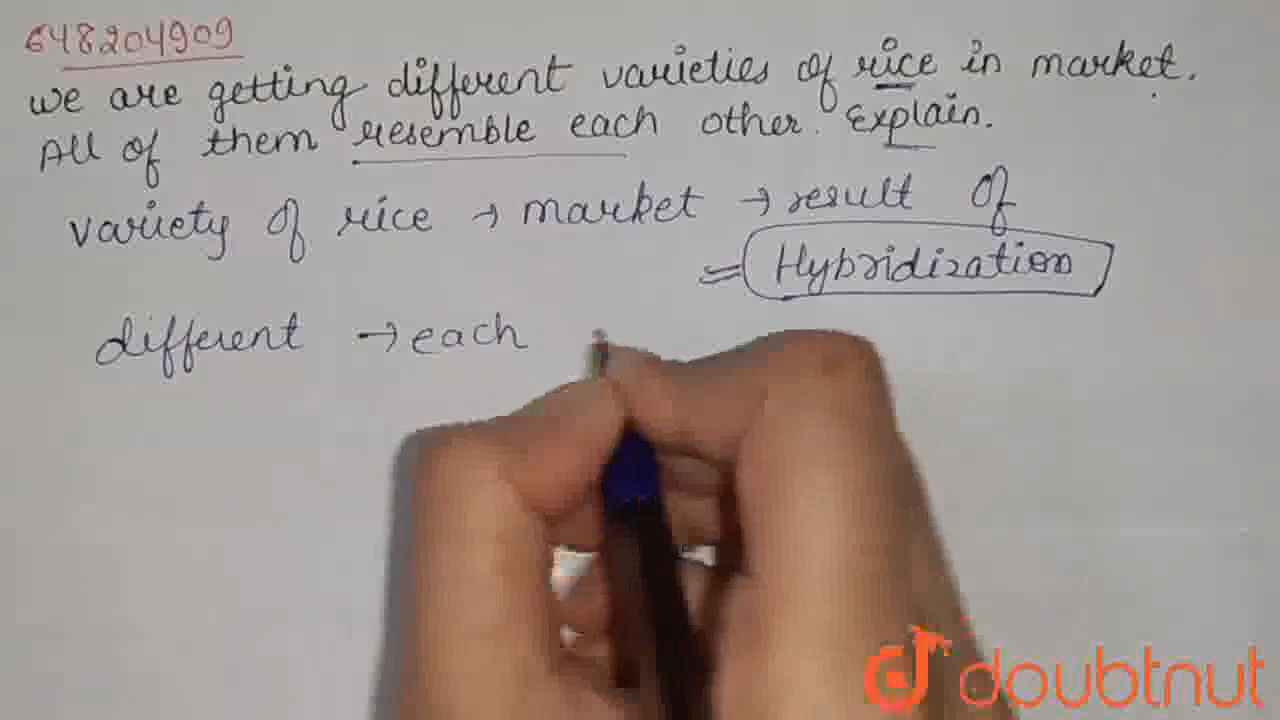 648204909
we are getting different varieties of rice in market.
All of them resemble each other. Explain.
variety of rice → market → result of
= Hybridization
different → each
doubtnut